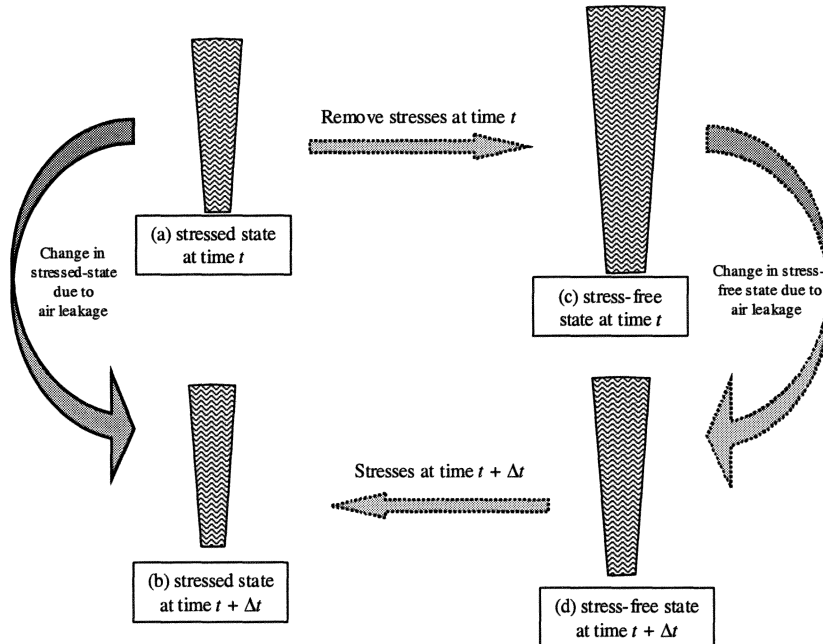 Remove stresses at time t
(a) stressed state
at time t
Change in
stressed-state
due to
air leakage
(c) stress-free
state at time t
Change in stress-
free state due to
air leakage
Stresses at time t + Δt
(b) stressed state
at time t + Δt
(d) stress-free state
at time t + Δt